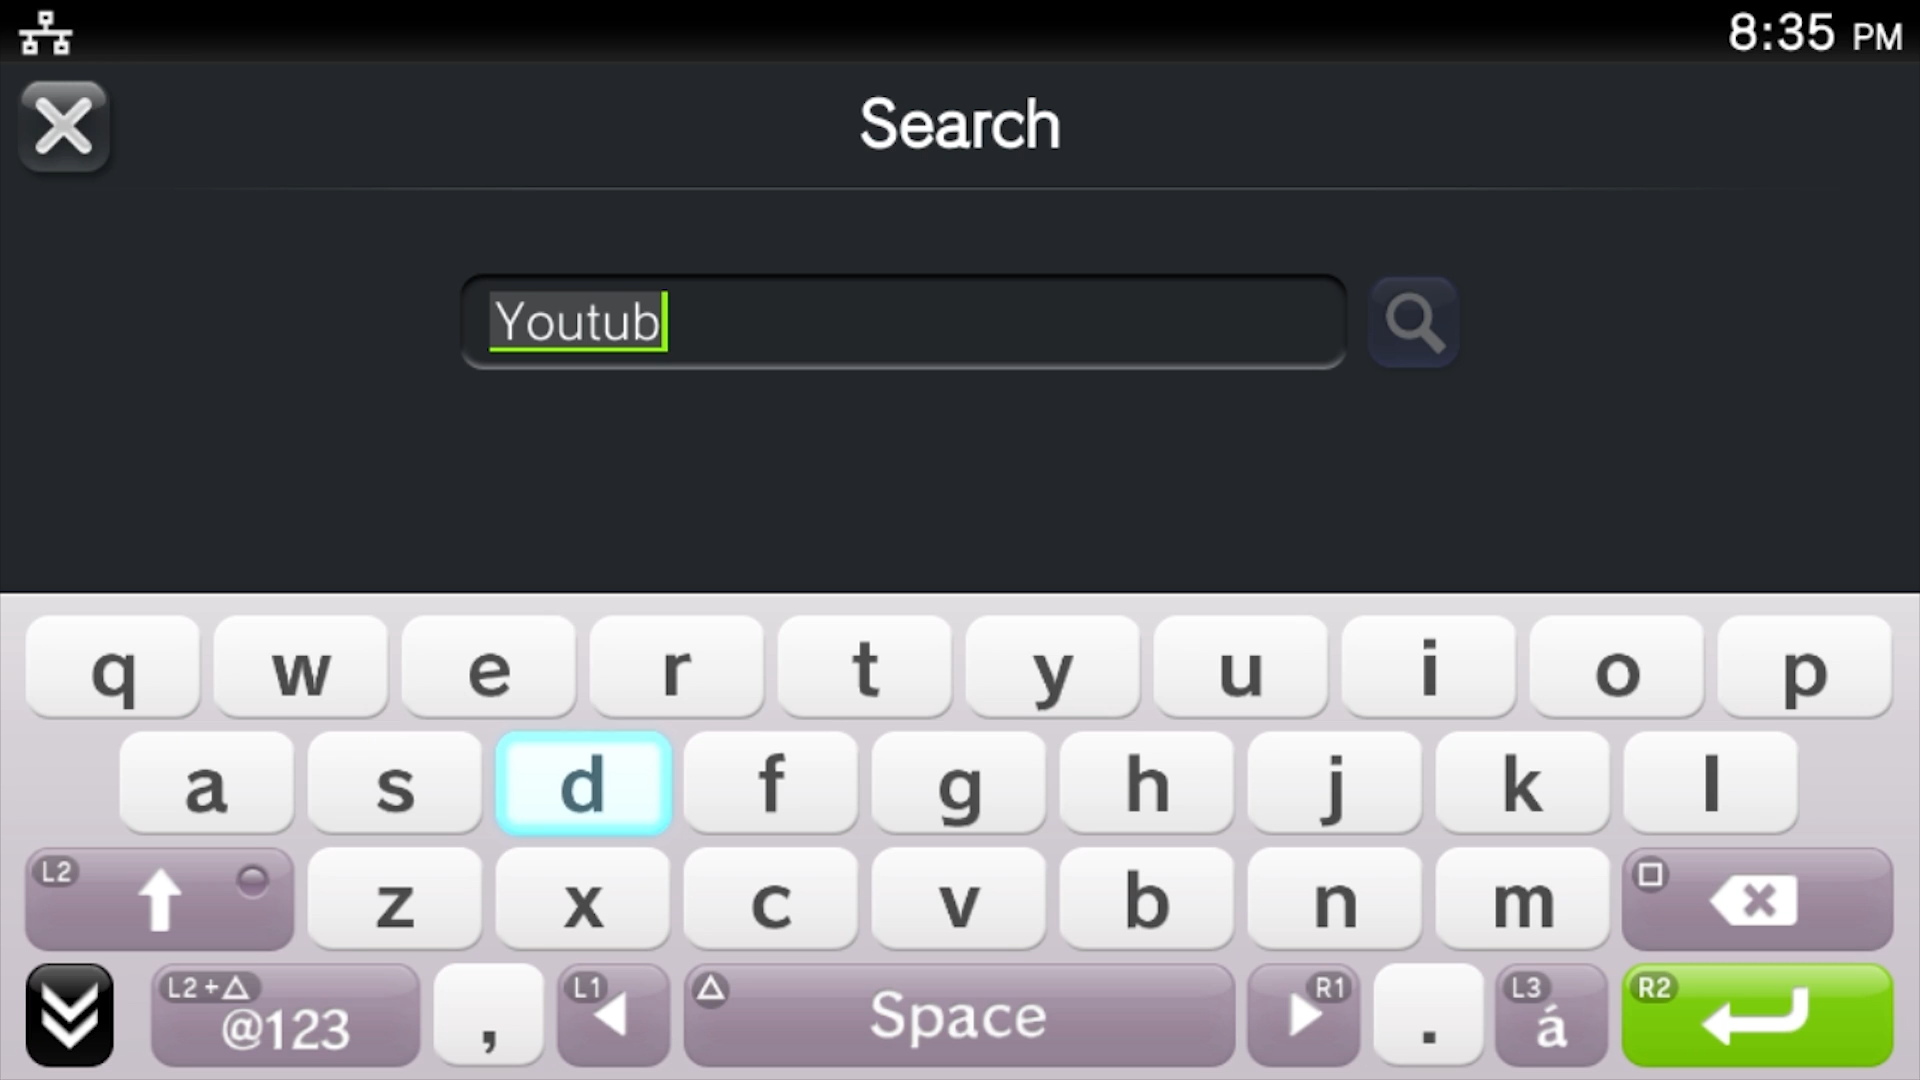 8:35 PM
Search
Youtub
q w e r t y u i o p
a s d f g h j k l
L2 z x c v b n m
L2+△ @123 , L1 △ Space R1 . L3 á R2